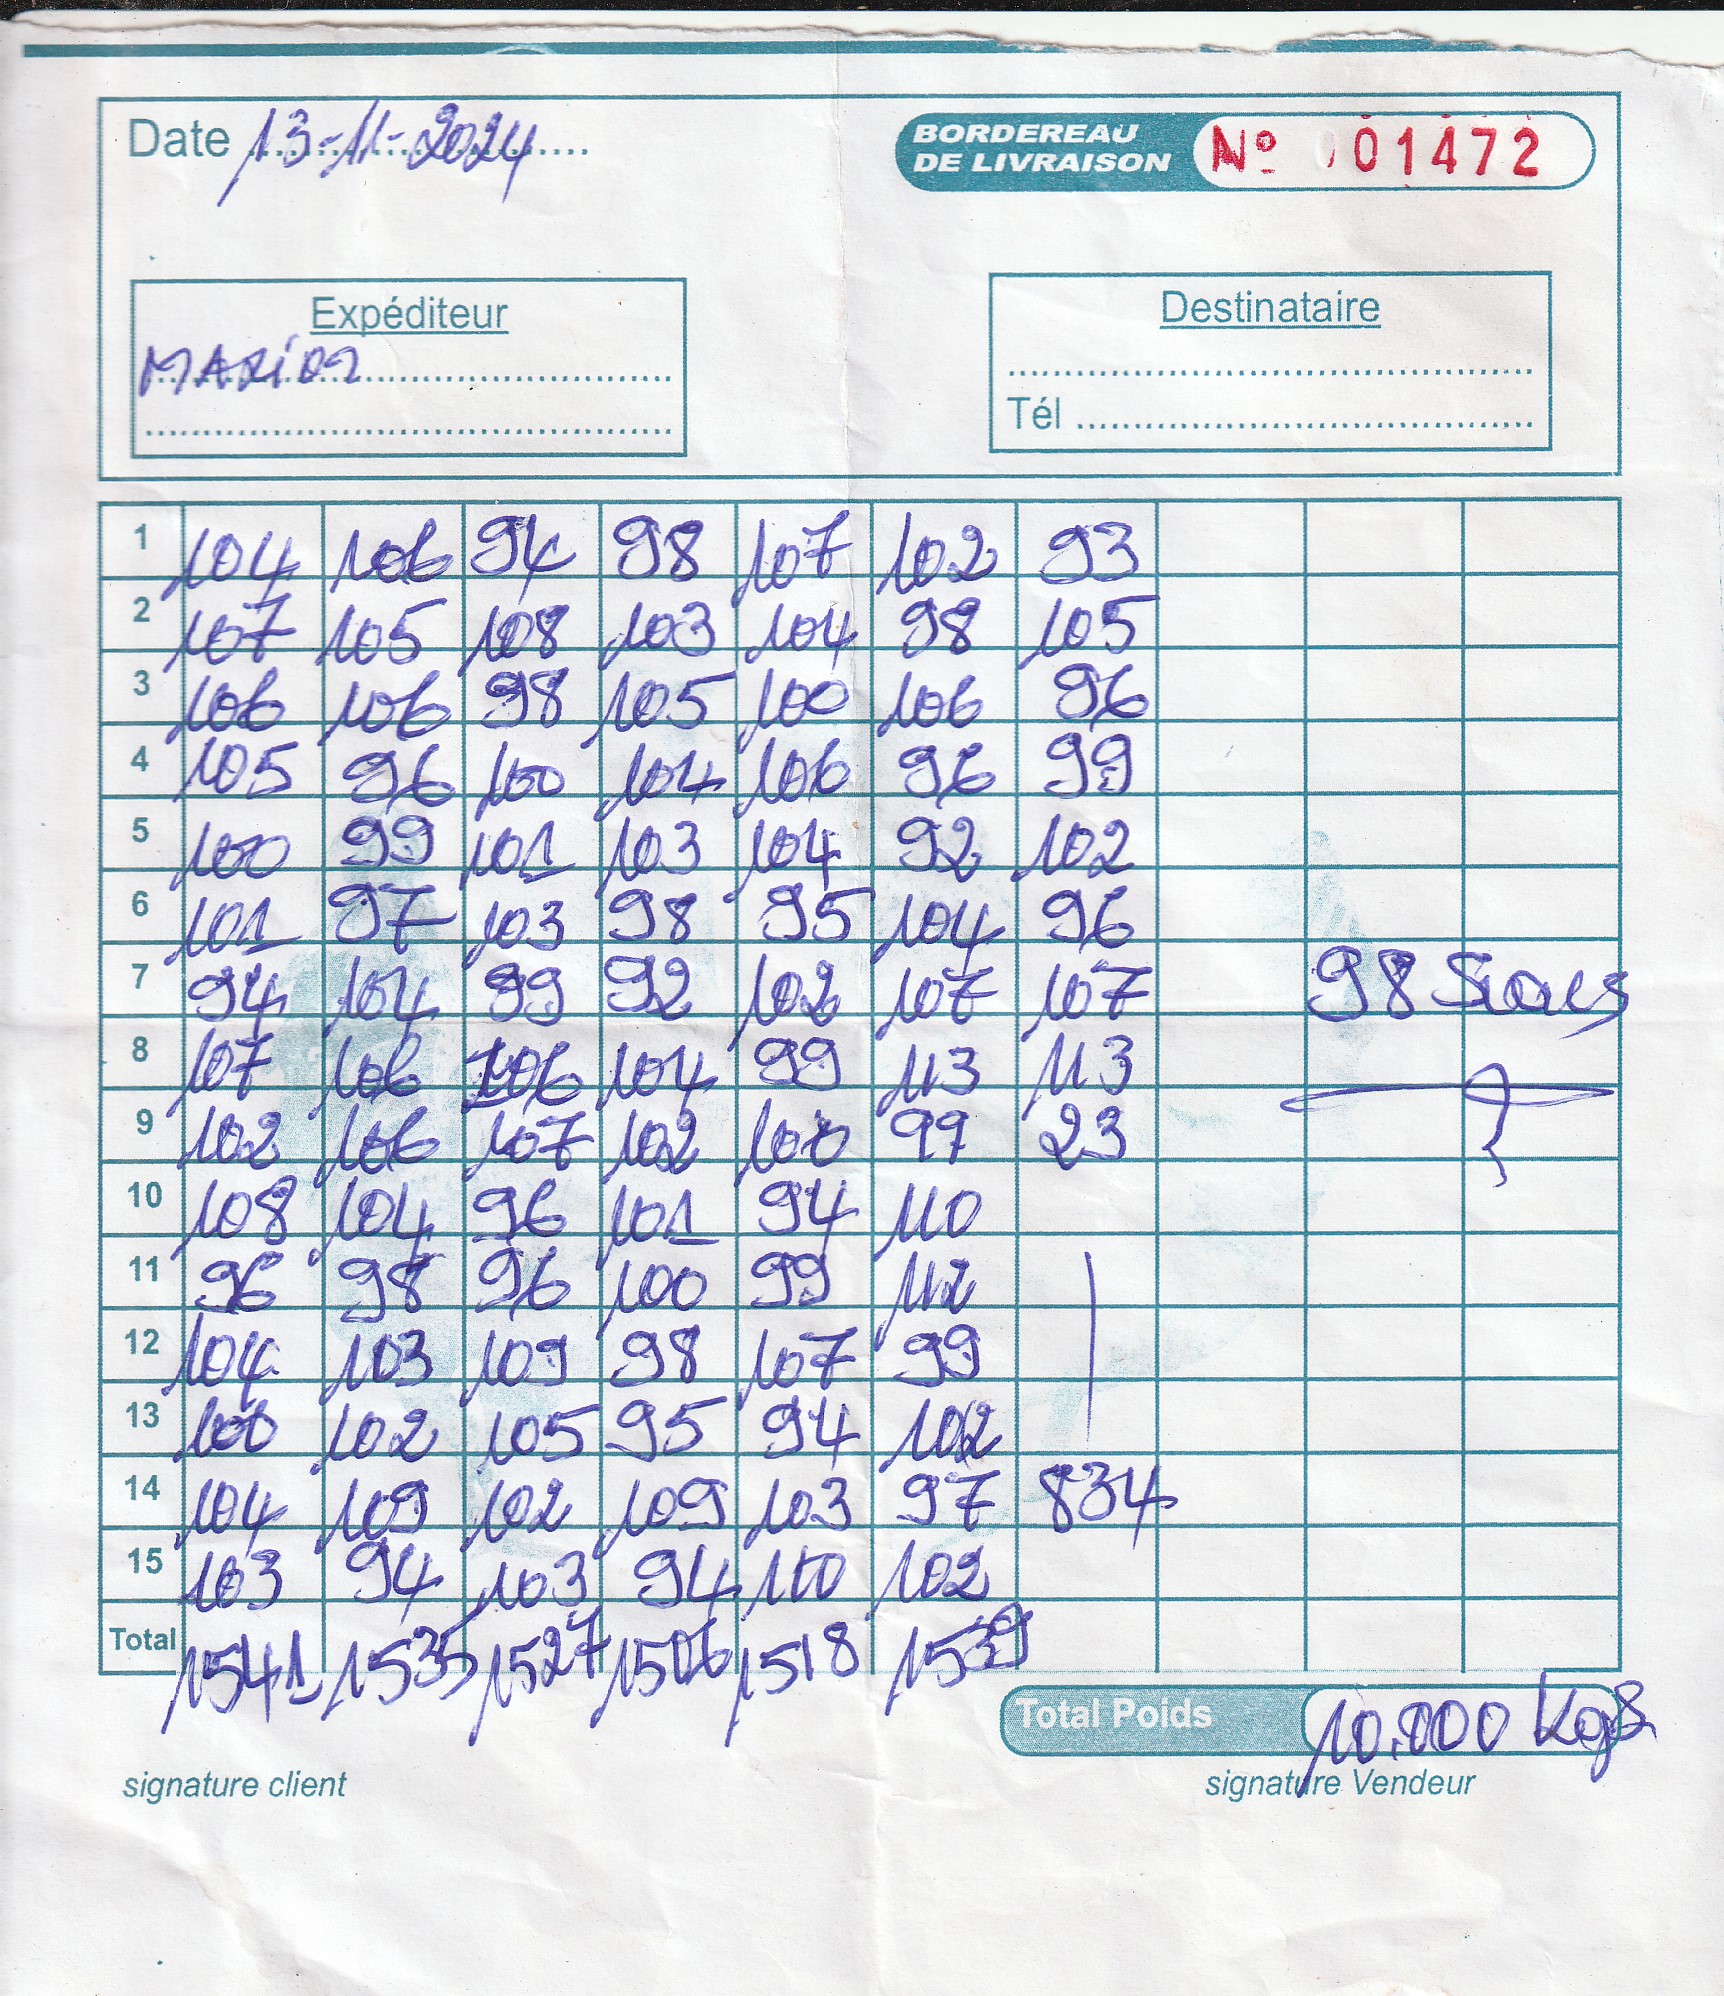 Date 13-11-2024
BORDEREAU DE LIVRAISON Nº 001472
Expéditeur
MARION
Destinataire
Tél
1 104 106 94 98 107 102 93
2 107 105 108 103 104 98 105
3 106 106 98 105 100 106 96
4 105 96 100 104 106 96 99
5 100 99 101 103 104 92 102
6 101 97 103 98 95 104 96
7 94 104 99 92 102 107 107 98 Sacs
8 107 106 106 104 99 113 113
9 102 106 107 102 100 99 23
10 108 104 96 101 94 110
11 96 98 96 100 99 112
12 104 103 109 98 107 99
13 100 102 105 95 94 102
14 104 109 102 109 103 97 834
15 103 94 103 94 110 102
Total 1541 1535 1527 1506 1518 1539
Total Poids 10.000 Kgs
signature client
signature Vendeur